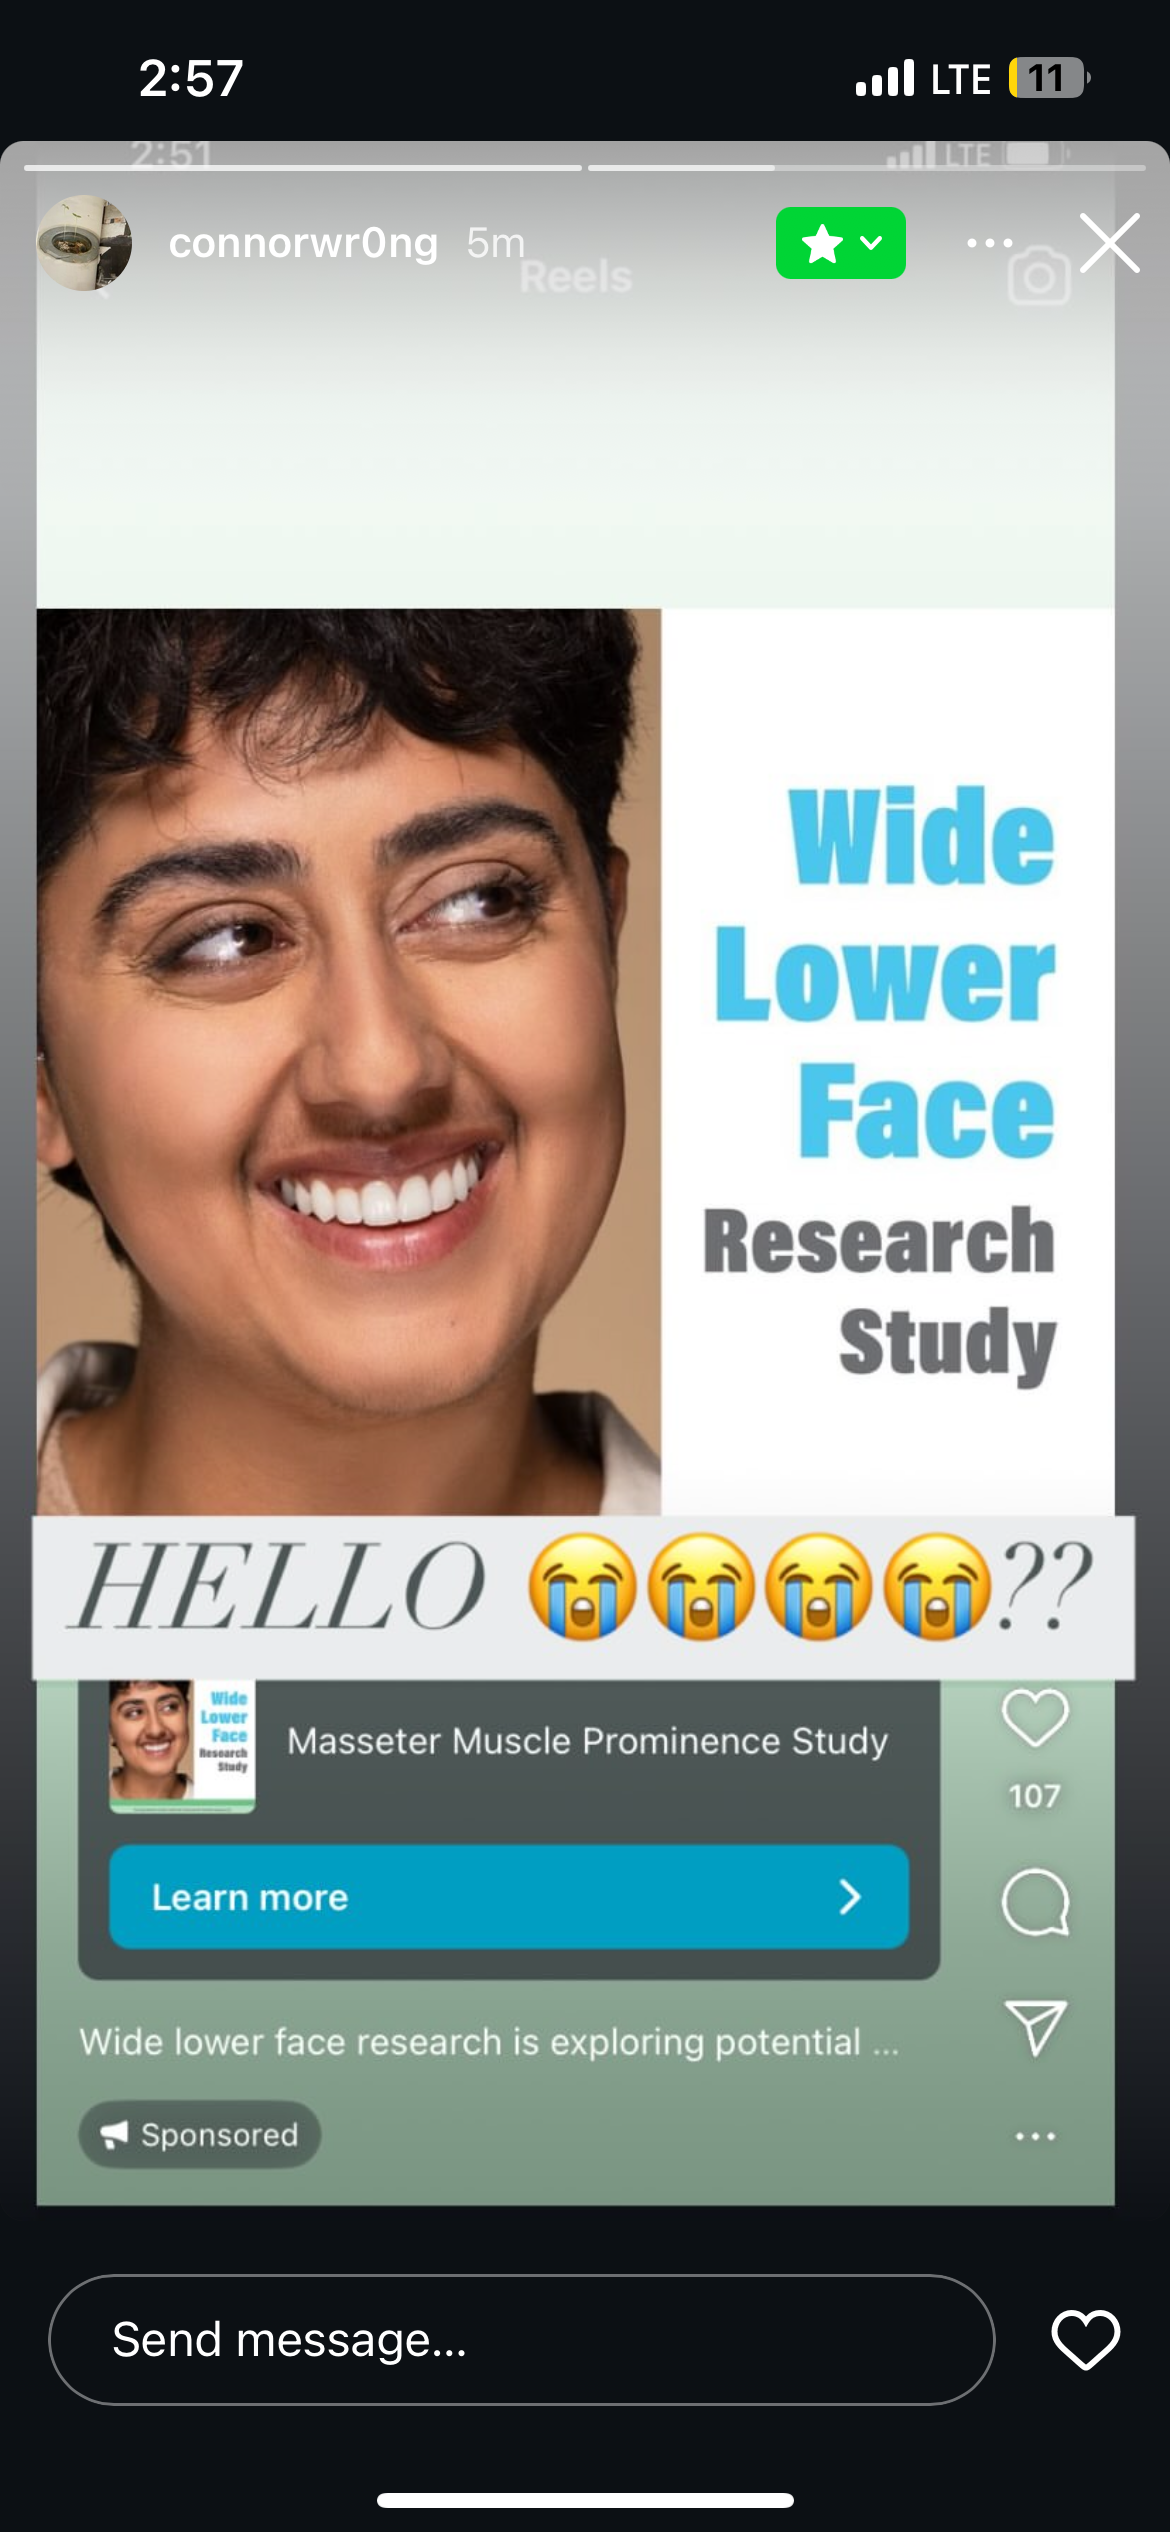 2:57 LTE 11
2:51 LTE
connorwr0ng 5m
Reels
Wide
Lower
Face
Research
Study
HELLO 😭😭😭😭??
Wide
Lower
Face
Research
Study
Masseter Muscle Prominence Study
107
Learn more
Wide lower face research is exploring potential ...
Sponsored
Send message...